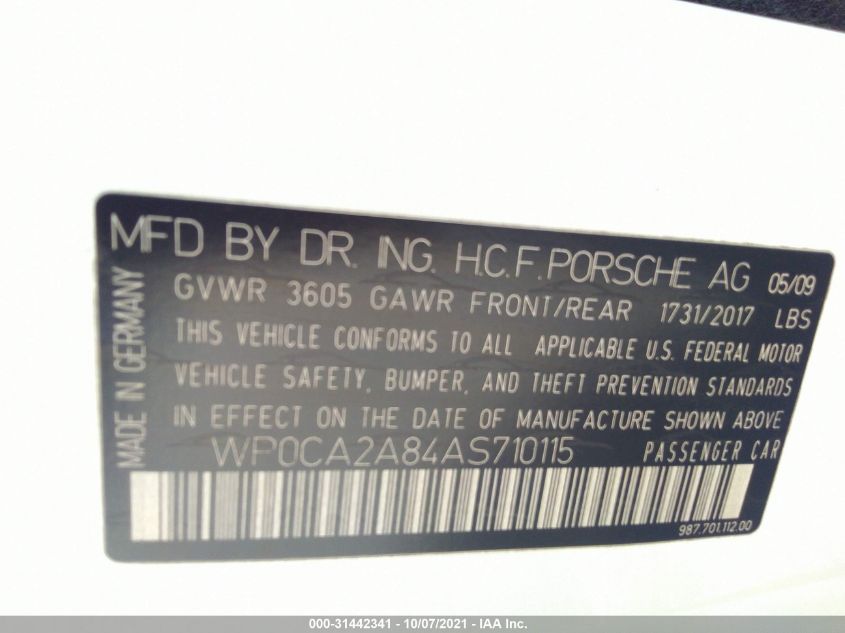 MFD BY DR. ING. H.C.F. PORSCHE AG 05/09
GVWR 3605 GAWR FRONT/REAR 1731/2017 LBS
THIS VEHICLE CONFORMS TO ALL APPLICABLE U.S. FEDERAL MOTOR
VEHICLE SAFETY, BUMPER, AND THEFT PREVENTION STANDARDS
IN EFFECT ON THE DATE OF MANUFACTURE SHOWN ABOVE
WP0CA2A84AS710115 PASSENGER CAR
987.701.112.00
MADE IN GERMANY
000-31442341 - 10/07/2021 - IAA Inc.